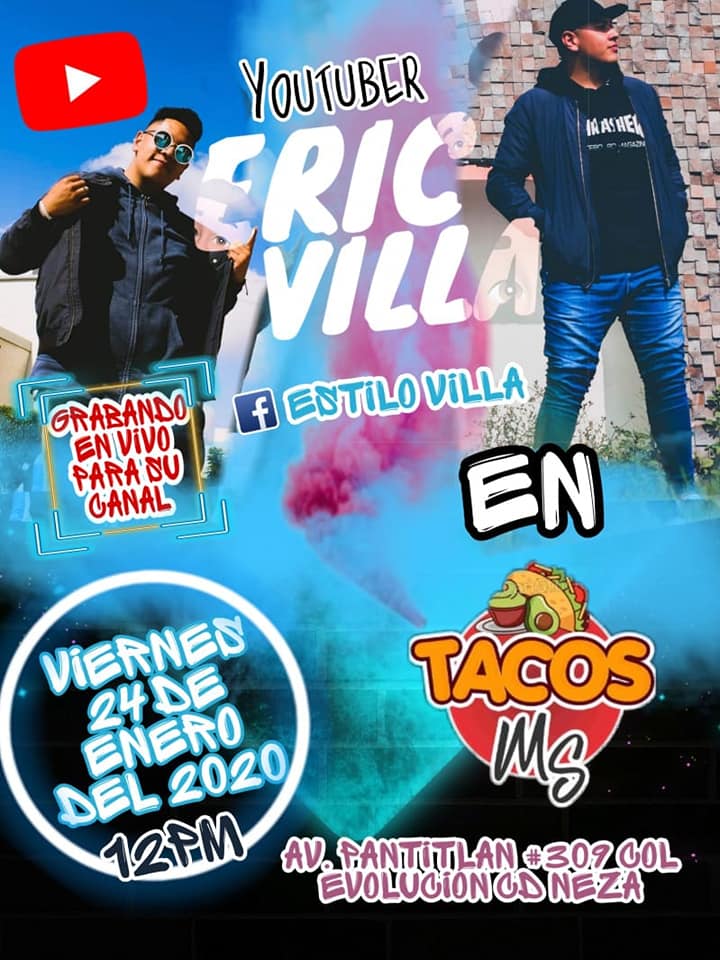 YOUTUBER
ERIC
VILLA
ESTILO VILLA
GRABANDO
EN VIVO
PARA SU
CANAL
EN
TACOS
MS
VIERNES
24 DE
ENERO
DEL 2020
12PM
AV. PANTITLAN #309 COL
EVOLUCION CD NEZA